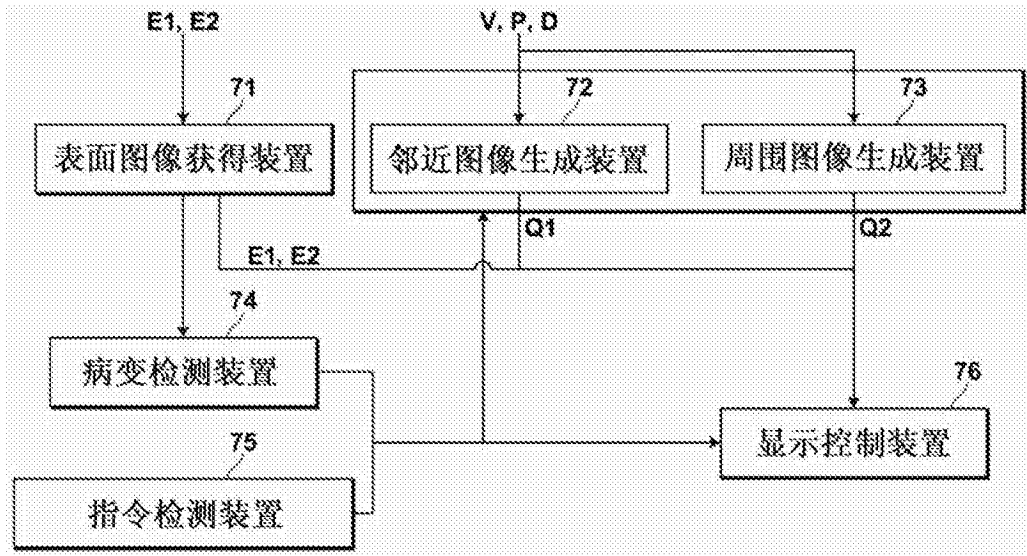 E1, E2
V, P, D
71
72
73
表面图像获得装置
邻近图像生成装置
周围图像生成装置
Q1
Q2
E1, E2
74
病变检测装置
76
显示控制装置
75
指令检测装置